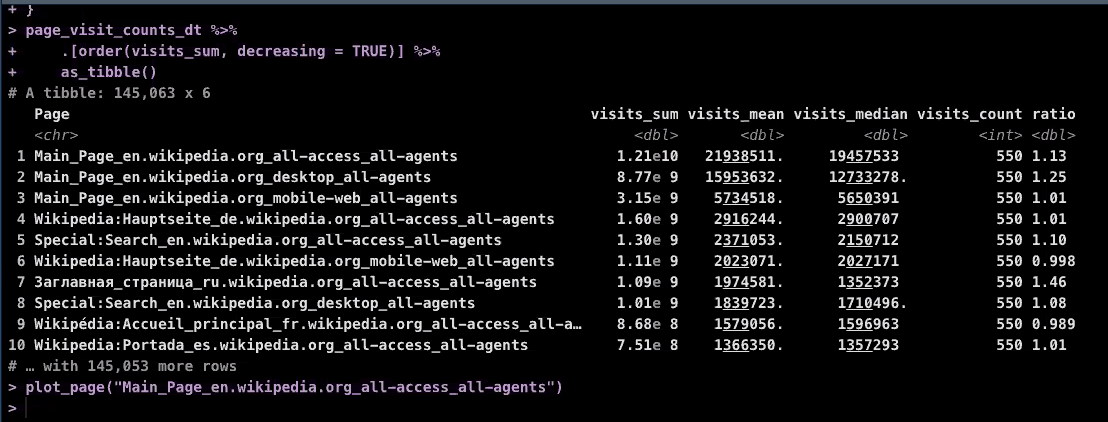 + }
> page_visit_counts_dt %>%
+     .[order(visits_sum, decreasing = TRUE)] %>%
+     as_tibble()
# A tibble: 145,063 x 6
   Page visits_sum visits_mean visits_median visits_count ratio
   <chr> <dbl> <dbl> <dbl> <int> <dbl>
 1 Main_Page_en.wikipedia.org_all-access_all-agents 1.21e10 21938511. 19457533 550 1.13
 2 Main_Page_en.wikipedia.org_desktop_all-agents 8.77e 9 15953632. 12733278. 550 1.25
 3 Main_Page_en.wikipedia.org_mobile-web_all-agents 3.15e 9 5734518. 5650391 550 1.01
 4 Wikipedia:Hauptseite_de.wikipedia.org_all-access_all-agents 1.60e 9 2916244. 2900707 550 1.01
 5 Special:Search_en.wikipedia.org_all-access_all-agents 1.30e 9 2371053. 2150712 550 1.10
 6 Wikipedia:Hauptseite_de.wikipedia.org_mobile-web_all-agents 1.11e 9 2023071. 2027171 550 0.998
 7 Заглавная_страница_ru.wikipedia.org_all-access_all-agents 1.09e 9 1974581. 1352373 550 1.46
 8 Special:Search_en.wikipedia.org_desktop_all-agents 1.01e 9 1839723. 1710496. 550 1.08
 9 Wikipédia:Accueil_principal_fr.wikipedia.org_all-access_all-a… 8.68e 8 1579056. 1596963 550 0.989
10 Wikipedia:Portada_es.wikipedia.org_all-access_all-agents 7.51e 8 1366350. 1357293 550 1.01
# … with 145,053 more rows
> plot_page("Main_Page_en.wikipedia.org_all-access_all-agents")
>